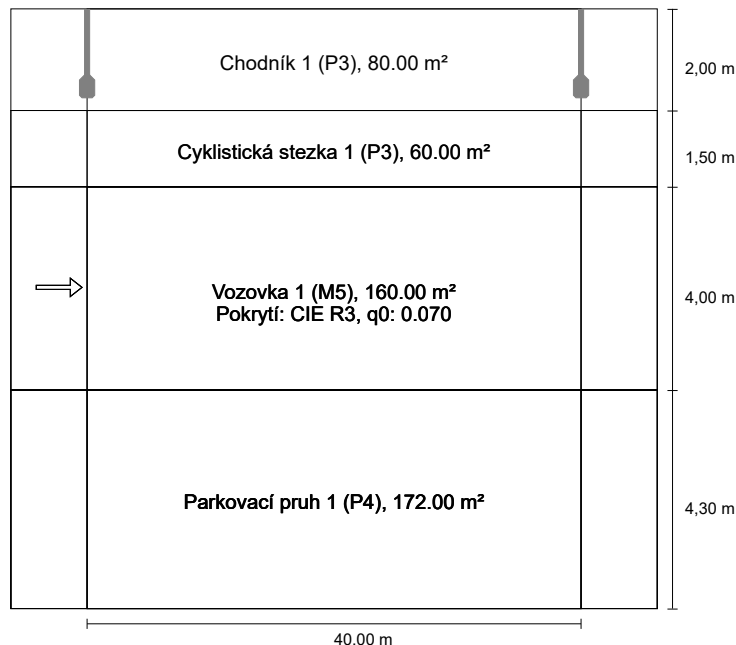 Chodník 1 (P3), 80.00 m²
2,00 m
Cyklistická stezka 1 (P3), 60.00 m²
1,50 m
Vozovka 1 (M5), 160.00 m²
Pokrytí: CIE R3, q0: 0.070
4,00 m
Parkovací pruh 1 (P4), 172.00 m²
4,30 m
40.00 m